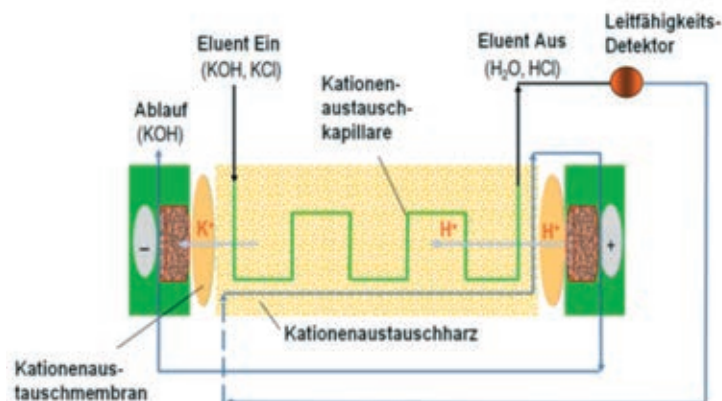 Leitfähigkeits-
Detektor
Eluent Ein
(KOH, KCl)
Eluent Aus
(H₂O, HCl)
Kationen-
austausch-
kapillare
Ablauf
(KOH)
–
K⁺
H⁺
H⁺
+
Kationenaustauschharz
Kationenaus-
tauschmembran